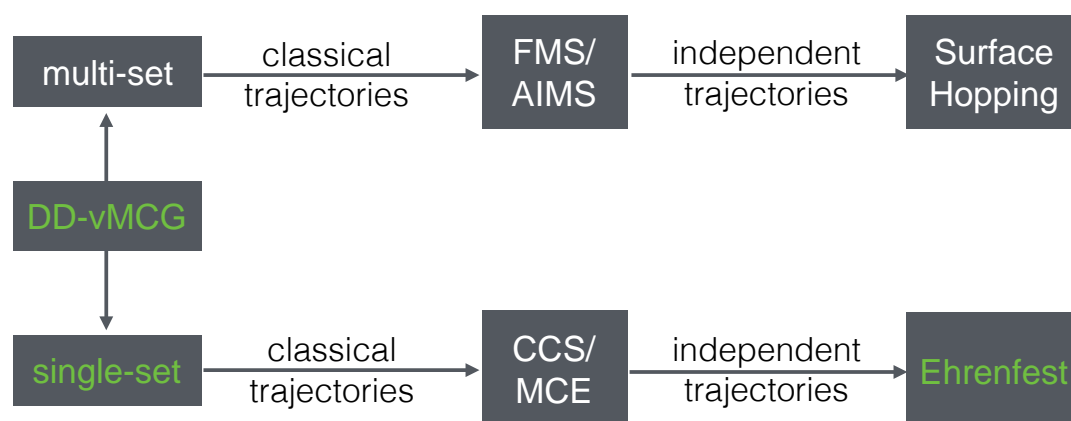 multi-set
classical
trajectories
FMS/
AIMS
independent
trajectories
Surface
Hopping
DD-vMCG
single-set
classical
trajectories
CCS/
MCE
independent
trajectories
Ehrenfest